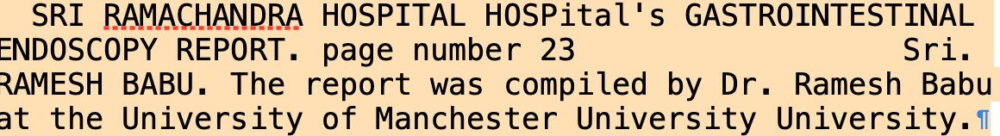 SRI RAMACHANDRA HOSPITAL HOSPital's GASTROINTESTINAL
ENDOSCOPY REPORT. page number 23 Sri.
RAMESH BABU. The report was compiled by Dr. Ramesh Babu
at the University of Manchester University University.¶